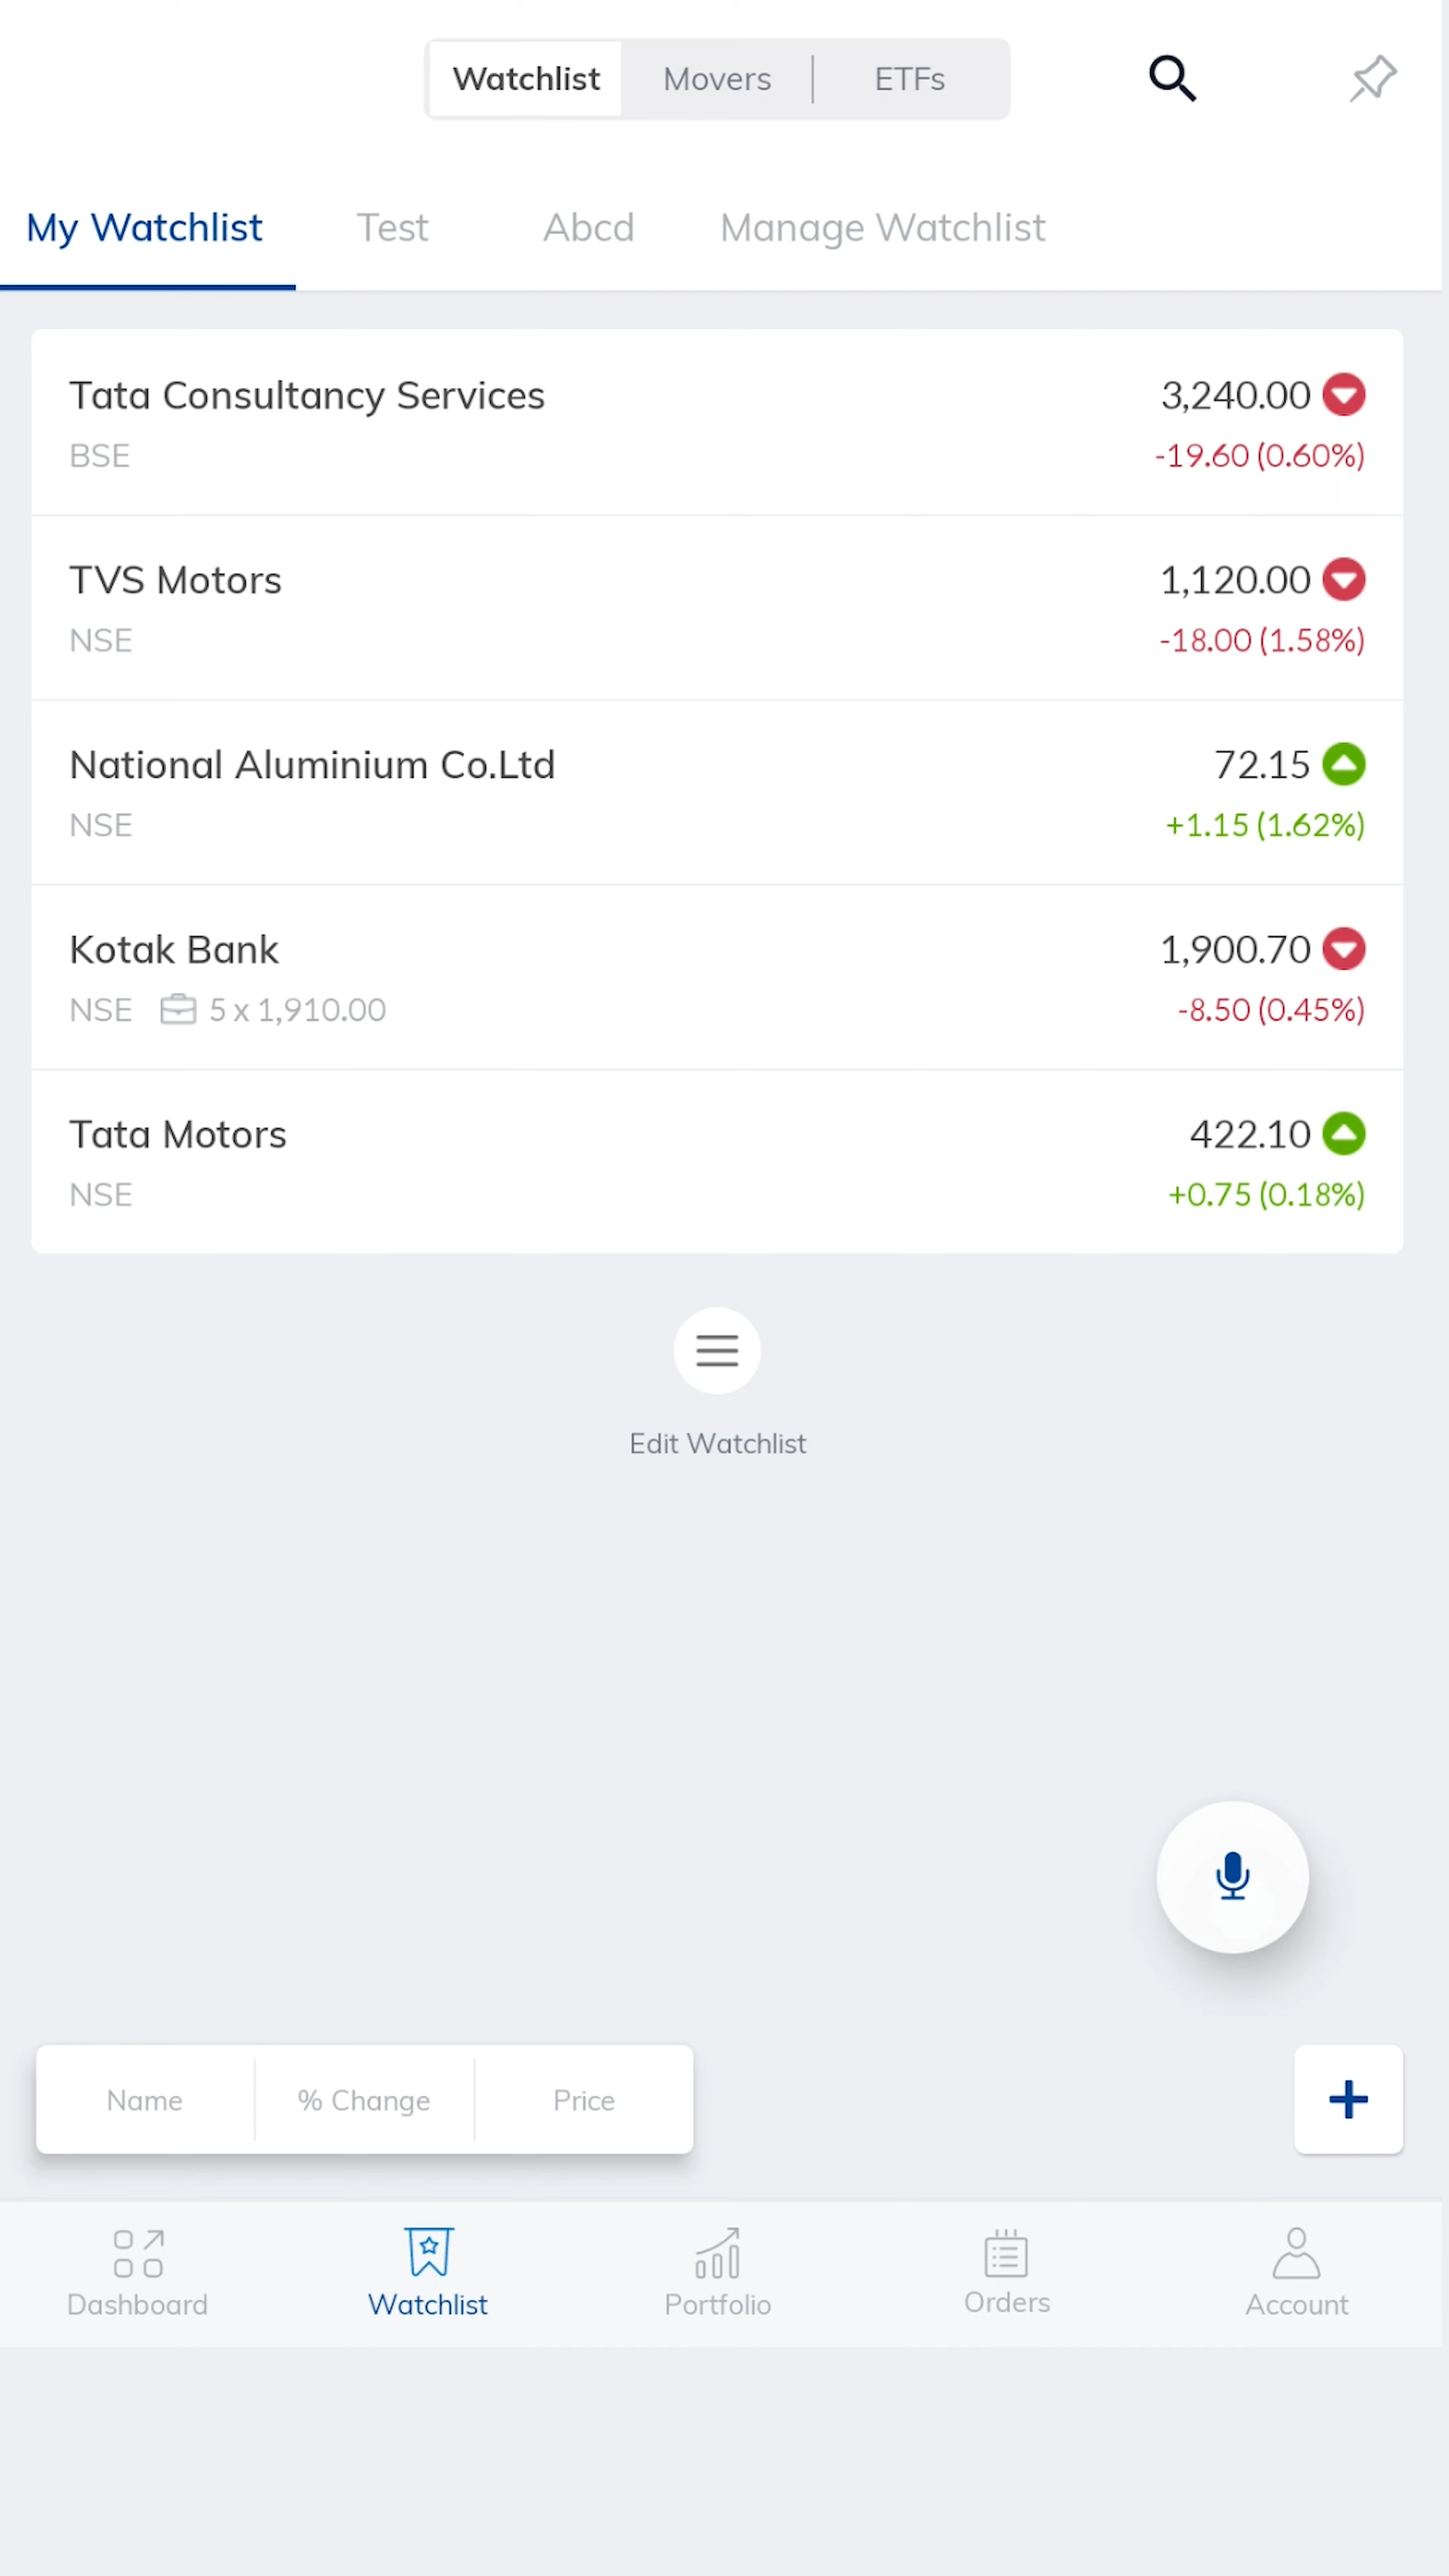 Watchlist Movers ETFs
My Watchlist Test Abcd Manage Watchlist
Tata Consultancy Services 3,240.00
BSE -19.60 (0.60%)
TVS Motors 1,120.00
NSE -18.00 (1.58%)
National Aluminium Co.Ltd 72.15
NSE +1.15 (1.62%)
Kotak Bank 1,900.70
NSE 5 x 1,910.00 -8.50 (0.45%)
Tata Motors 422.10
NSE +0.75 (0.18%)
Edit Watchlist
Name % Change Price
Dashboard Watchlist Portfolio Orders Account